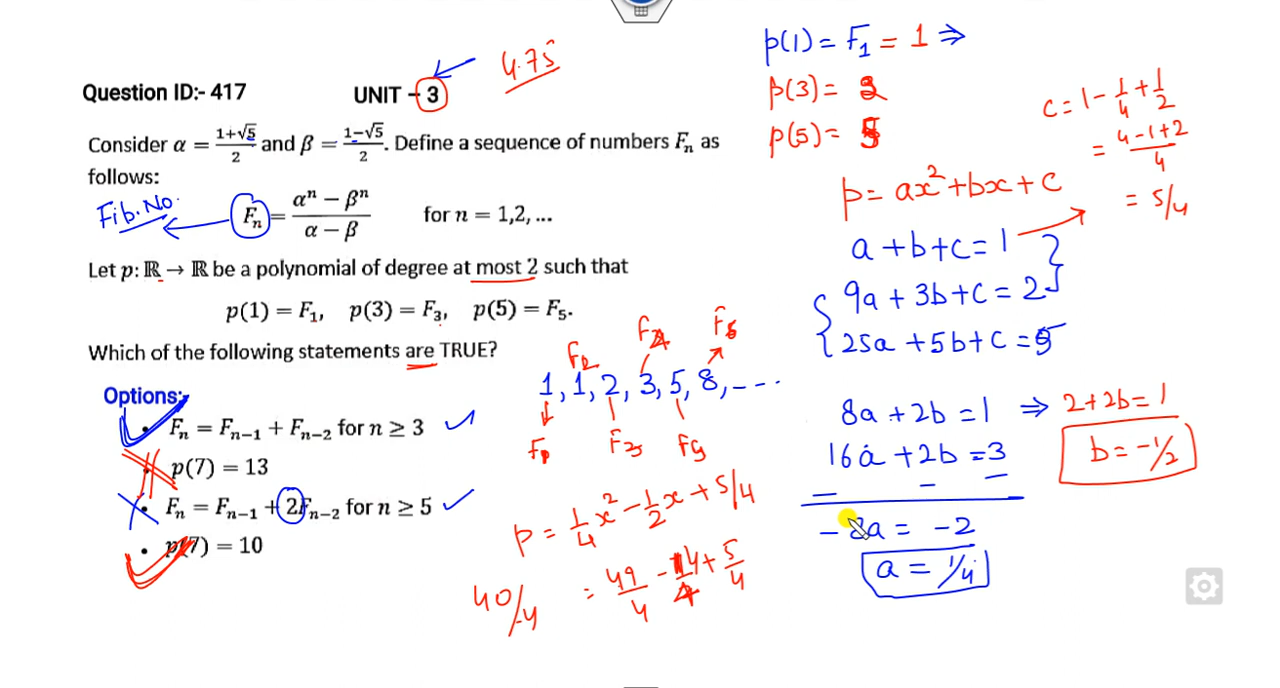 Question ID:- 417 UNIT – 3
4.75
Consider α = (1+√5)/2 and β = (1−√5)/2. Define a sequence of numbers Fₙ as
follows:
Fib. No.
Fₙ = (αⁿ − βⁿ)/(α − β) for n = 1,2, ...
Let p: ℝ → ℝ be a polynomial of degree at most 2 such that
p(1) = F₁, p(3) = F₃, p(5) = F₅.
Which of the following statements are TRUE?
Options:-
• Fₙ = Fₙ₋₁ + Fₙ₋₂ for n ≥ 3
• p(7) = 13
• Fₙ = Fₙ₋₁ + 2Fₙ₋₂ for n ≥ 5
• p(7) = 10
F₂
1, 1, 2, 3, 5, 8, - - -
F₃
p = 1/4 x² − 1/2 x + 5/4
= 49/4 − 14/4 + 5/4
40/4
p(1) = F₁ = 1 ⇒
p(3) =
p(5) = 5
p = ax² + bx + c
a + b + c = 1
9a + 3b + c = 2
25a + 5b + c = 5
c = 1 − 1/4 + 1/2
= (4−1+2)/4
= 5/4
8a + 2b = 1 ⇒ 2 + 2b = 1
16a + 2b = 3
b = −1/2
− − −
−8a = −2
a = 1/4